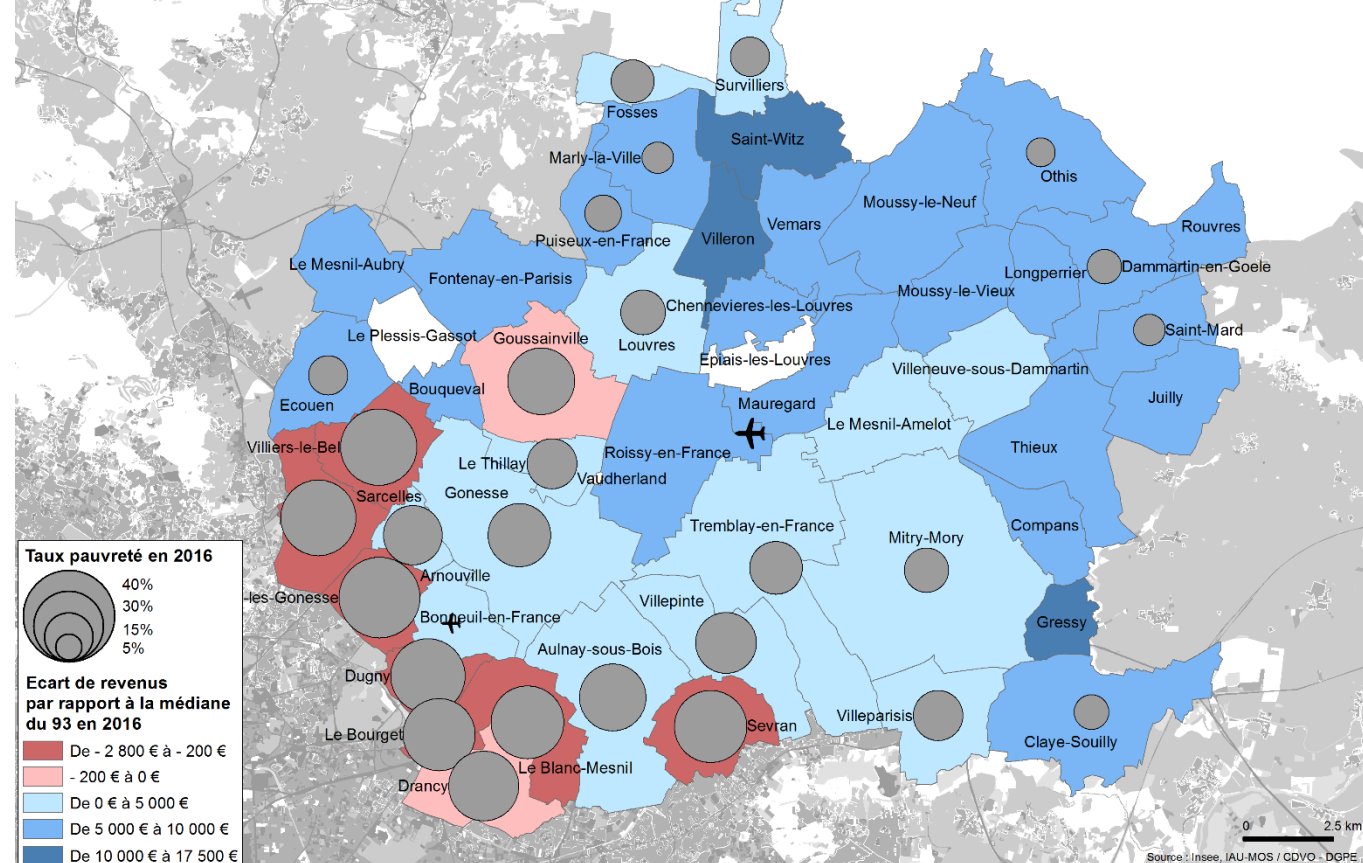 Survilliers
Fosses
Saint-Witz
Marly-la-Ville
Othis
Moussy-le-Neuf
Vemars
Rouvres
Puiseux-en-France
Villeron
Le Mesnil-Aubry
Fontenay-en-Parisis
Longperrier
Dammartin-en-Goele
Moussy-le-Vieux
Chennevieres-les-Louvres
Le Plessis-Gassot
Goussainville
Louvres
Saint-Mard
Epiais-les-Louvres
Villeneuve-sous-Dammartin
Bouqueval
Juilly
Ecouen
Mauregard
Le Mesnil-Amelot
Villiers-le-Bel
Thieux
Roissy-en-France
Le Thillay
Vaudherland
Sarcelles
Gonesse
Tremblay-en-France
Compans
Mitry-Mory
Arnouville
-les-Gonesse
Villepinte
Bonneuil-en-France
Gressy
Aulnay-sous-Bois
Dugny
Villeparisis
Sevran
Le Bourget
Claye-Souilly
Le Blanc-Mesnil
Drancy
Taux pauvreté en 2016
40%
30%
15%
5%
Ecart de revenus
par rapport à la médiane
du 93 en 2016
De - 2 800 € à - 200 €
- 200 € à 0 €
De 0 € à 5 000 €
De 5 000 € à 10 000 €
De 10 000 € à 17 500 €
0 2.5 km
Source : Insee, IAU-MOS / CDVO - DGPE